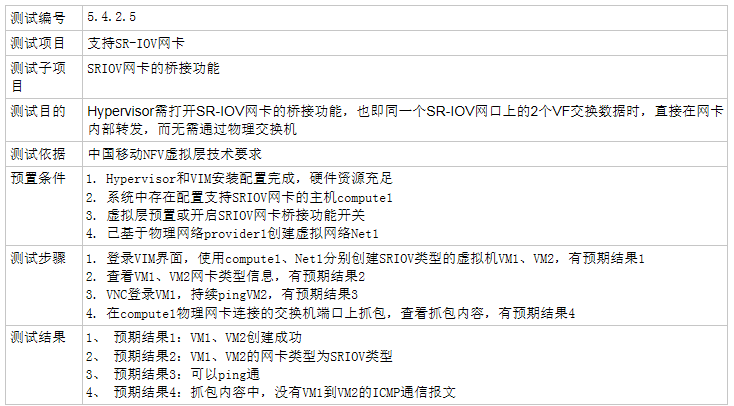 测试编号 5.4.2.5
测试项目 支持SR-IOV网卡
测试子项目 SRIOV网卡的桥接功能
测试目的 Hypervisor需打开SR-IOV网卡的桥接功能，也即同一个SR-IOV网口上的2个VF交换数据时，直接在网卡
内部转发，而无需通过物理交换机
测试依据 中国移动NFV虚拟层技术要求
预置条件 1. Hypervisor和VIM安装配置完成，硬件资源充足
2. 系统中存在配置支持SRIOV网卡的主机compute1
3. 虚拟层预置或开启SRIOV网卡桥接功能开关
4. 已基于物理网络provider1创建虚拟网络Net1
测试步骤 1. 登录VIM界面，使用compute1、Net1分别创建SRIOV类型的虚拟机VM1、VM2，有预期结果1
2. 查看VM1、VM2网卡类型信息，有预期结果2
3. VNC登录VM1，持续pingVM2，有预期结果3
4. 在compute1物理网卡连接的交换机端口上抓包，查看抓包内容，有预期结果4
测试结果 1、 预期结果1：VM1、VM2创建成功
2、 预期结果2：VM1、VM2的网卡类型为SRIOV类型
3、 预期结果3：可以ping通
4、 预期结果4：抓包内容中，没有VM1到VM2的ICMP通信报文